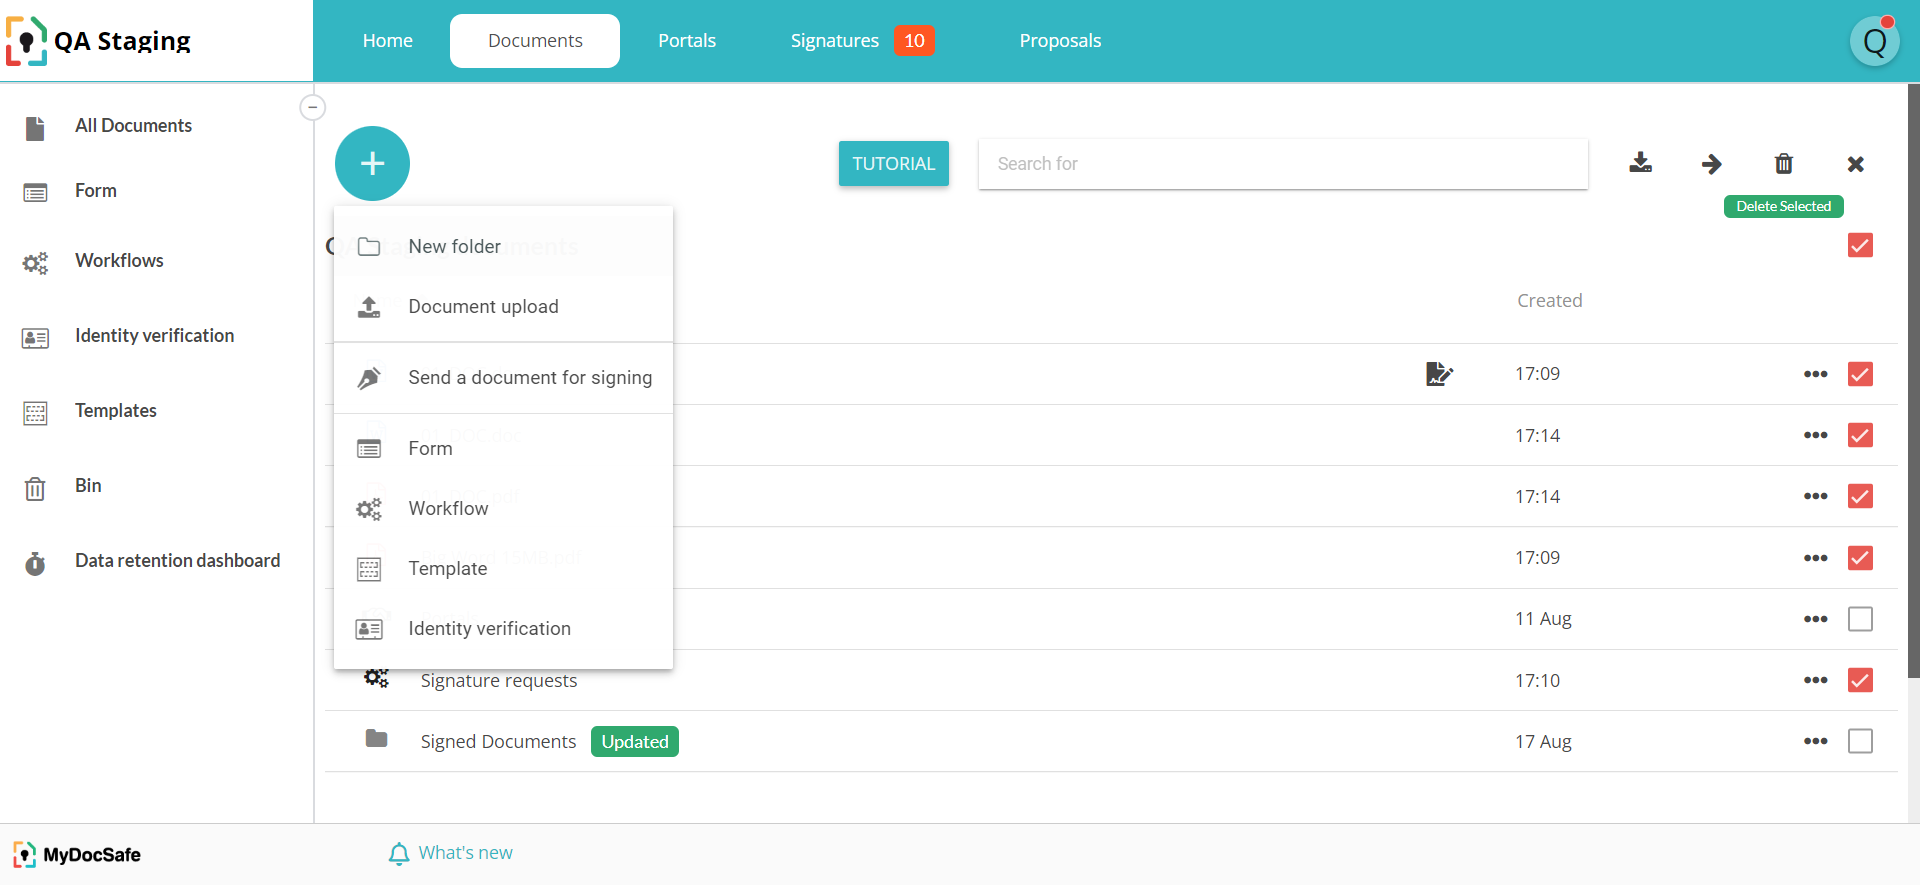 QA Staging
Home
Documents
Portals
Signatures 10
Proposals
Q
All Documents
Form
Workflows
Identity verification
Templates
Bin
Data retention dashboard
TUTORIAL
Search for
Delete Selected
New folder
Document upload
Send a document for signing
Form
Workflow
Template
Identity verification
Created
17:09
17:14
17:14
17:09
11 Aug
Signature requests 17:10
Signed Documents Updated 17 Aug
MyDocSafe
What's new